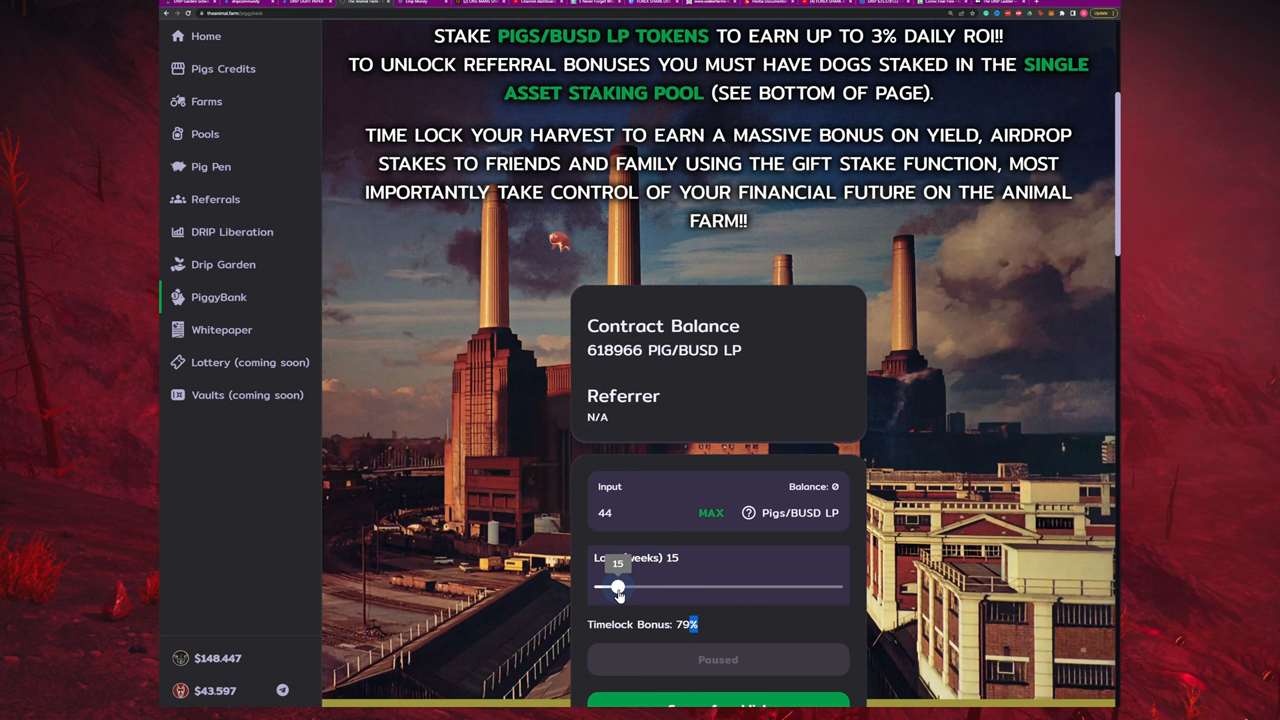 theanimal.farm/piggybank
Update
Home
Pigs Credits
Farms
Pools
Pig Pen
Referrals
DRIP Liberation
Drip Garden
PiggyBank
Whitepaper
Lottery (coming soon)
Vaults (coming soon)
$148.447
$43.597
STAKE PIGS/BUSD LP TOKENS TO EARN UP TO 3% DAILY ROI!!
TO UNLOCK REFERRAL BONUSES YOU MUST HAVE DOGS STAKED IN THE SINGLE
ASSET STAKING POOL (SEE BOTTOM OF PAGE).
TIME LOCK YOUR HARVEST TO EARN A MASSIVE BONUS ON YIELD, AIRDROP
STAKES TO FRIENDS AND FAMILY USING THE GIFT STAKE FUNCTION, MOST
IMPORTANTLY TAKE CONTROL OF YOUR FINANCIAL FUTURE ON THE ANIMAL
FARM!!
Contract Balance
618966 PIG/BUSD LP
Referrer
N/A
Input Balance: 0
44 MAX Pigs/BUSD LP
15
15
Timelock Bonus: 79%
Paused